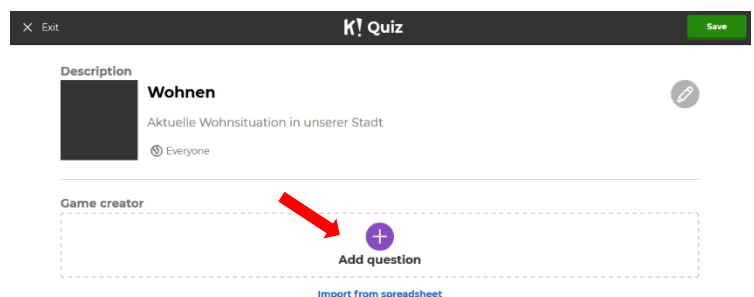 × Exit
K! Quiz
Save
Description
Wohnen
Aktuelle Wohnsituation in unserer Stadt
Everyone
Game creator
Add question
Import from spreadsheet